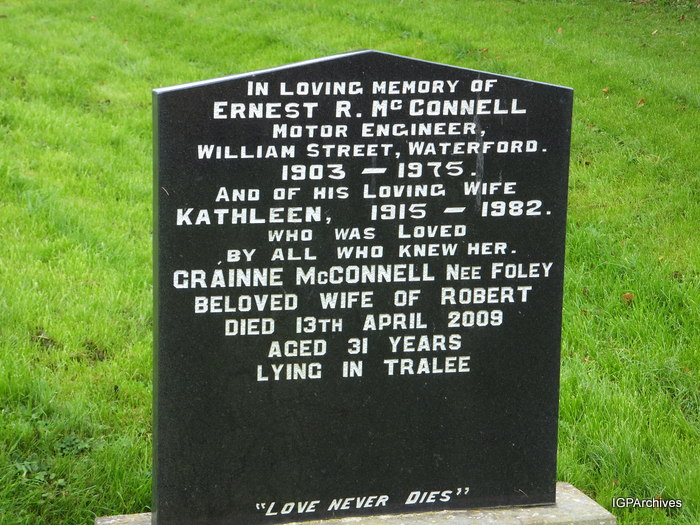 IN LOVING MEMORY OF
ERNEST R. McCONNELL
MOTOR ENGINEER,
WILLIAM STREET, WATERFORD.
1903 — 1975.
AND OF HIS LOVING WIFE
KATHLEEN, 1915 — 1982.
WHO WAS LOVED
BY ALL WHO KNEW HER.
GRÁINNE McCONNELL NEE FOLEY
BELOVED WIFE OF ROBERT
DIED 13TH APRIL 2009
AGED 31 YEARS
LYING IN TRALEE
"LOVE NEVER DIES"
IGPArchives